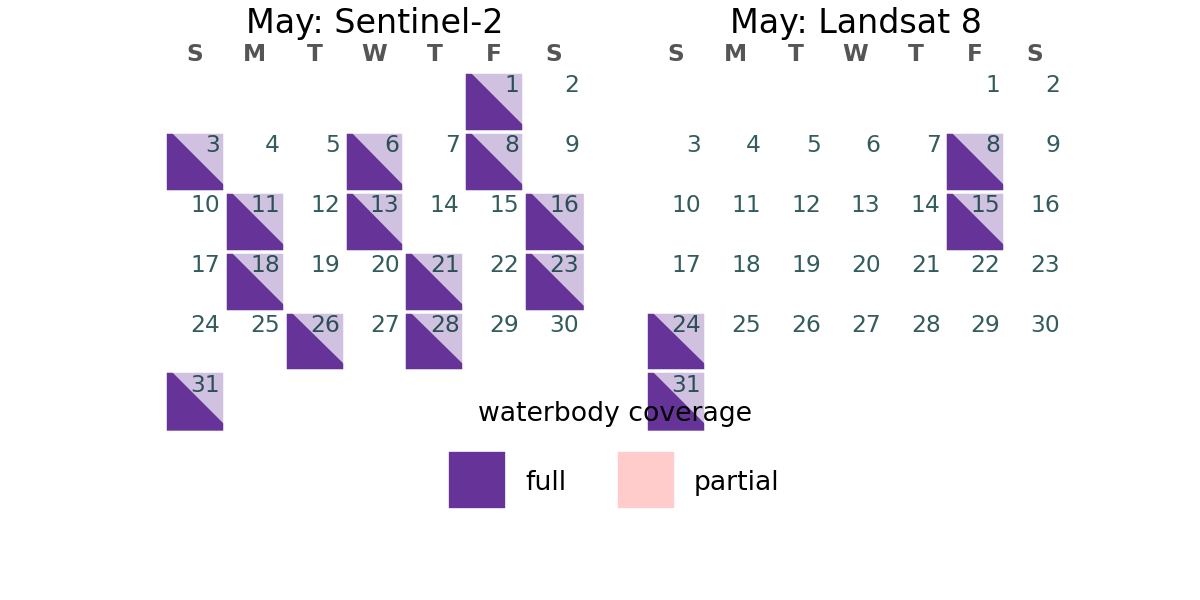 May: Sentinel-2
S M T W T F S
1 2
3 4 5 6 7 8 9
10 11 12 13 14 15 16
17 18 19 20 21 22 23
24 25 26 27 28 29 30
31
May: Landsat 8
S M T W T F S
1 2
3 4 5 6 7 8 9
10 11 12 13 14 15 16
17 18 19 20 21 22 23
24 25 26 27 28 29 30
31
waterbody coverage
full
partial